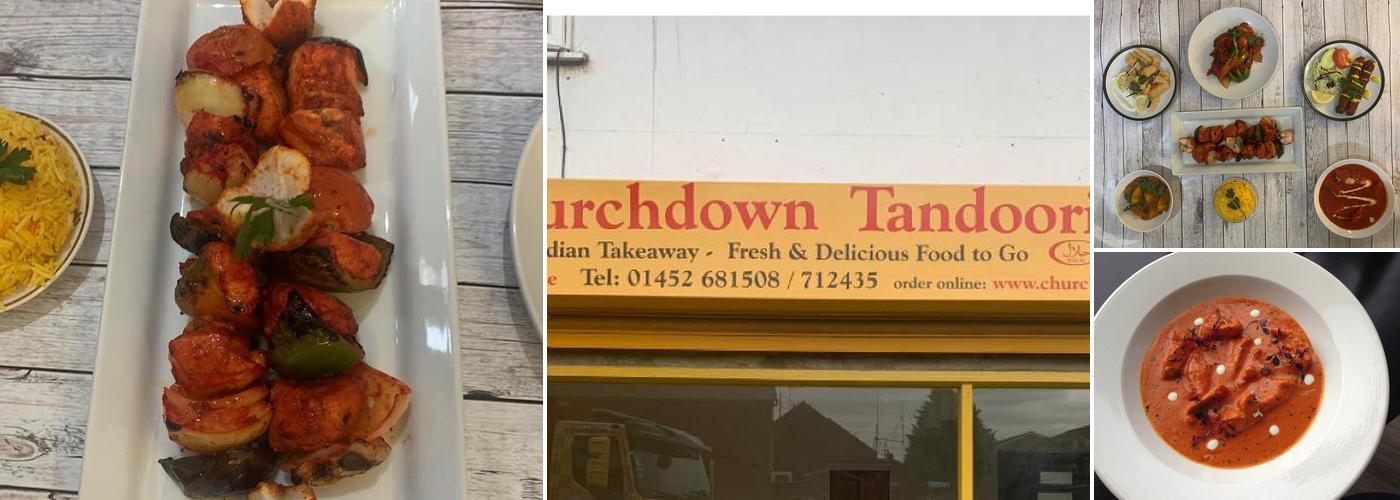 urchdown Tandoori
dian Takeaway - Fresh & Delicious Food to Go
e Tel: 01452 681508 / 712435 order online: www.churc